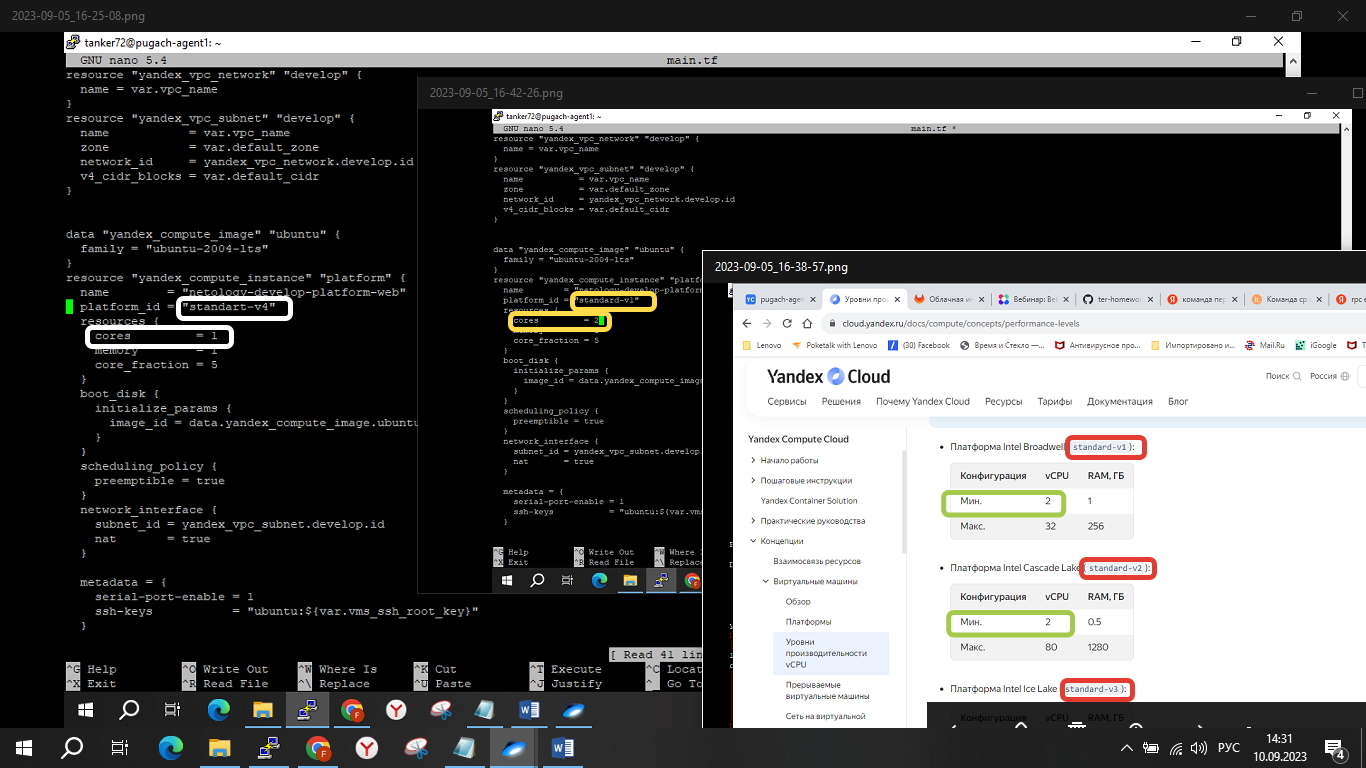 2023-09-05_16-25-08.png
tanker72@pugach-agent1: ~
GNU nano 5.4 main.tf
resource "yandex_vpc_network" "develop" {
name = var.vpc_name
}
resource "yandex_vpc_subnet" "develop" {
name = var.vpc_name
zone = var.default_zone
network_id = yandex_vpc_network.develop.id
v4_cidr_blocks = var.default_cidr
}
data "yandex_compute_image" "ubuntu" {
family = "ubuntu-2004-lts"
}
resource "yandex_compute_instance" "platform" {
name = "netology-develop-platform-web"
platform_id = "standart-v4"
resources {
cores = 1
memory = 1
core_fraction = 5
}
boot_disk {
initialize_params {
image_id = data.yandex_compute_image.ubuntu
}
}
scheduling_policy {
preemptible = true
}
network_interface {
subnet_id = yandex_vpc_subnet.develop.id
nat = true
}
metadata = {
serial-port-enable = 1
ssh-keys = "ubuntu:${var.vms_ssh_root_key}"
}
[ Read 41 lin
^G Help ^O Write Out ^W Where Is ^K Cut ^T Execute ^C Locat
^X Exit ^R Read File ^\ Replace ^U Paste ^J Justify ^_ Go To
2023-09-05_16-42-26.png
tanker72@pugach-agent1: ~
GNU nano 5.4 main.tf *
resource "yandex_vpc_network" "develop" {
name = var.vpc_name
}
resource "yandex_vpc_subnet" "develop" {
name = var.vpc_name
zone = var.default_zone
network_id = yandex_vpc_network.develop.id
v4_cidr_blocks = var.default_cidr
}
data "yandex_compute_image" "ubuntu" {
family = "ubuntu-2004-lts"
}
resource "yandex_compute_instance" "platf
name = "netology-develop-platform
platform_id = "standard-v1"
resources {
cores = 2
core_fraction = 5
}
boot_disk {
initialize_params {
image_id = data.yandex_compute_image
}
}
scheduling_policy {
preemptible = true
}
network_interface {
subnet_id = yandex_vpc_subnet.develop.
nat = true
}
metadata = {
serial-port-enable = 1
ssh-keys = "ubuntu:${var.vms
}
^G Help ^O Write Out ^W Where I
^X Exit ^R Read File ^\ Replace
2023-09-05_16-38-57.png
pugach-agen Уровни про Облачная ис Вебинар: Ве ter-homewo команда пер Команда ср rpc e
cloud.yandex.ru/docs/compute/concepts/performance-levels
Lenovo Poketalk with Lenovo (30) Facebook Время и Стекло —... Антивирусное про... Импортировано и... Mail.Ru iGoogle
Yandex Cloud
Поиск Россия
Сервисы Решения Почему Yandex Cloud Ресурсы Тарифы Документация Блог
Yandex Compute Cloud
Начало работы
Пошаговые инструкции
Yandex Container Solution
Практические руководства
Концепции
Взаимосвязь ресурсов
Виртуальные машины
Обзор
Платформы
Уровни
производительности
vCPU
Прерываемые
виртуальные машины
Сеть на виртуальной
Платформа Intel Broadwell standard-v1 ):
Конфигурация vCPU RAM, ГБ
Мин. 2 1
Макс. 32 256
Платформа Intel Cascade Lake ( standard-v2 ):
Конфигурация vCPU RAM, ГБ
Мин. 2 0.5
Макс. 80 1280
Платформа Intel Ice Lake standard-v3 ):
РУС
14:31
10.09.2023
4